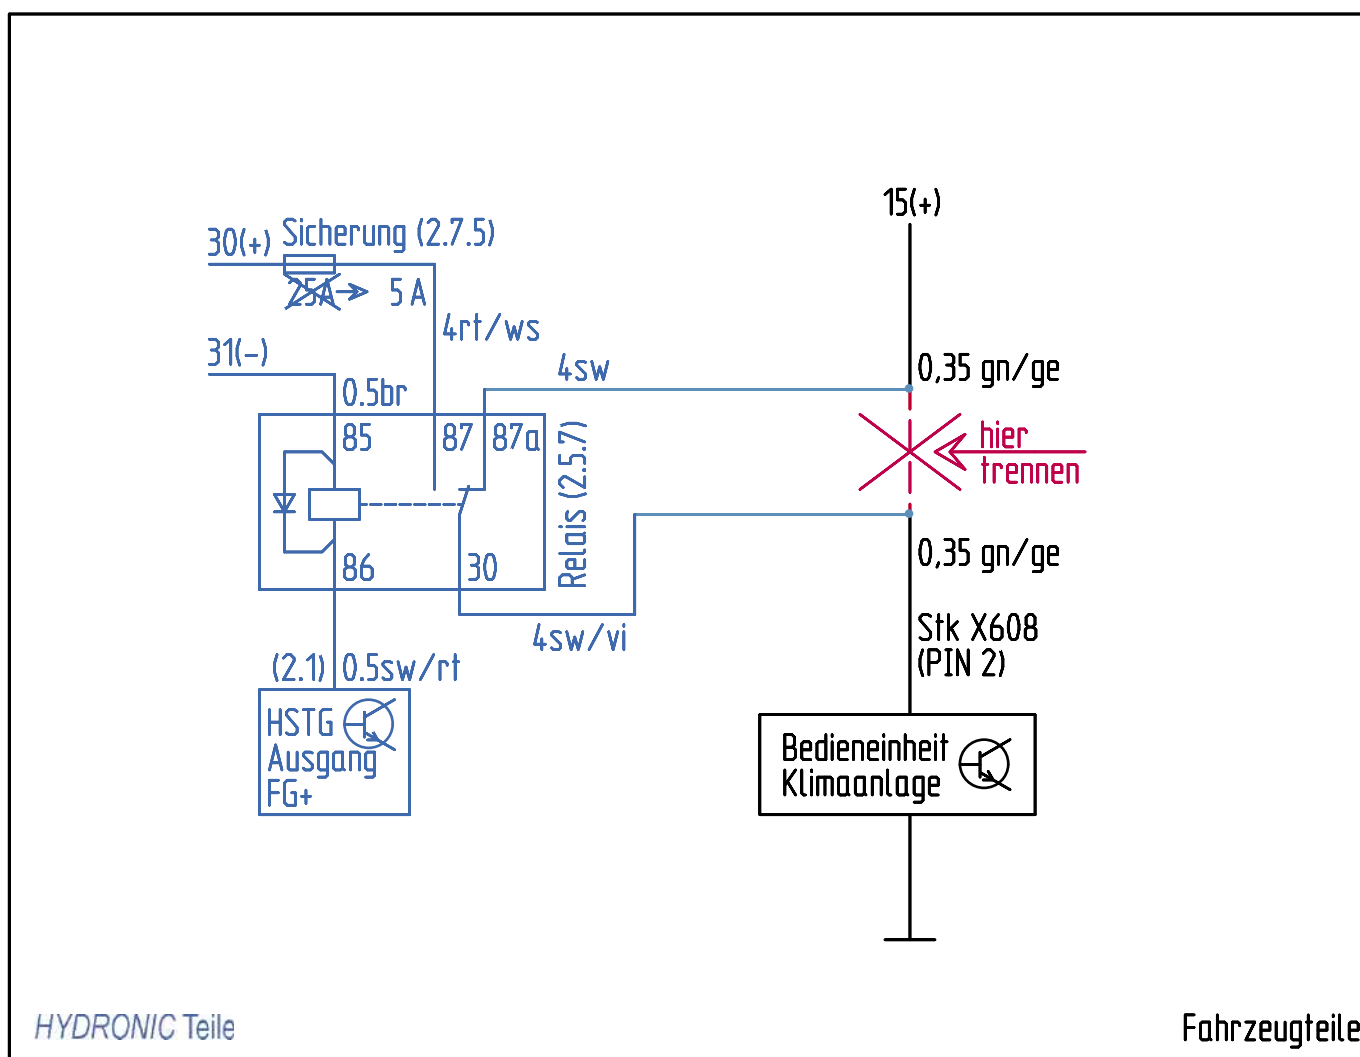 15(+)
30(+) Sicherung (2.7.5)
25A 5 A
4rt/ws
31(-)
0.5br
4sw
0,35 gn/ge
85
87
87a
hier
trennen
Relais (2.5.7)
86
30
0,35 gn/ge
4sw/vi
Stk X608
(PIN 2)
(2.1) 0.5sw/rt
HSTG
Ausgang
FG+
Bedieneinheit
Klimaanlage
HYDRONIC Teile
Fahrzeugteile